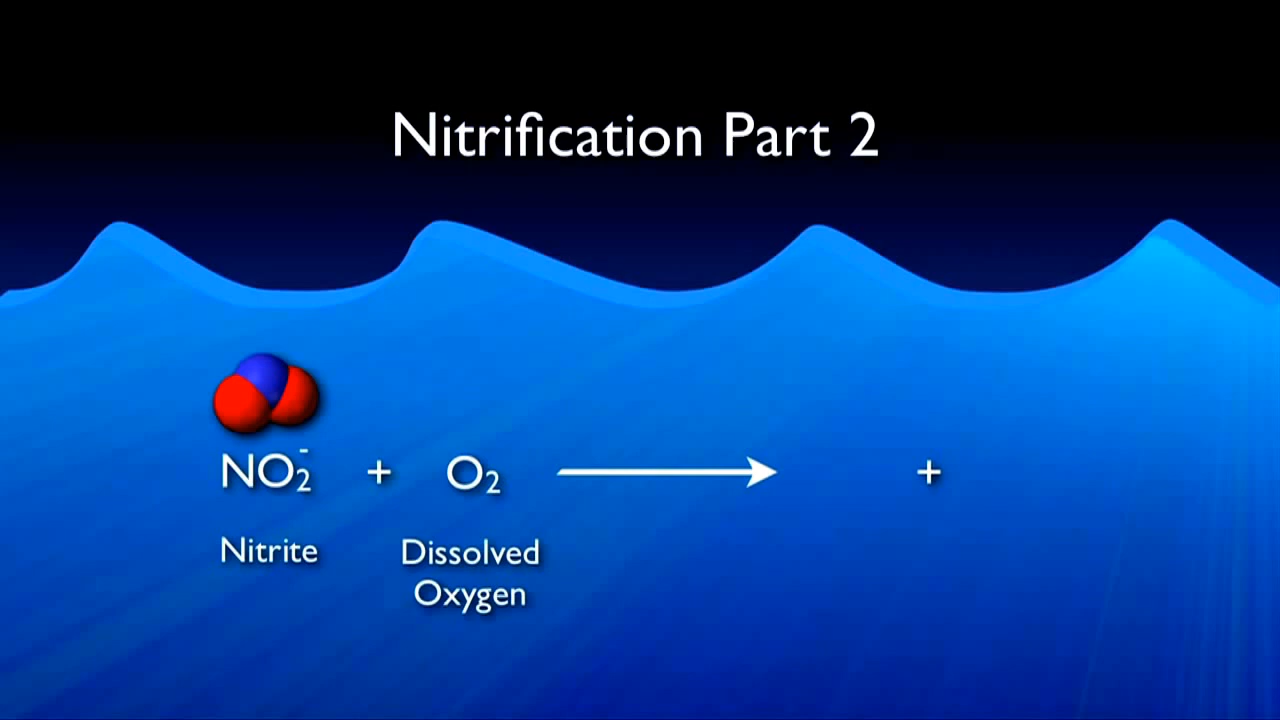 Nitrification Part 2
NO₂⁻ + O₂ ⟶ +
Nitrite
Dissolved
Oxygen